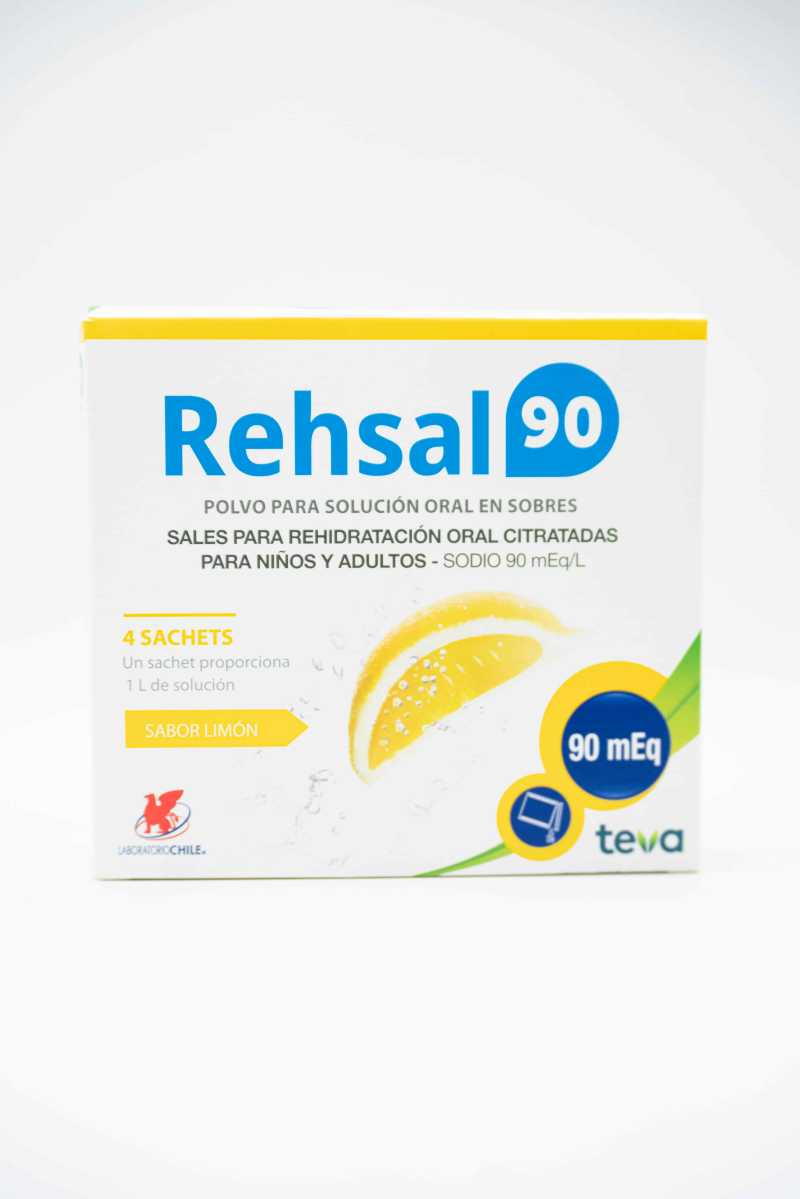 Rehsal 90
POLVO PARA SOLUCIÓN ORAL EN SOBRES
SALES PARA REHIDRATACIÓN ORAL CITRATADAS
PARA NIÑOS Y ADULTOS - SODIO 90 mEq/L
4 SACHETS
Un sachet proporciona
1 L de solución
SABOR LIMÓN
90 mEq
LABORATORIOCHILE
teva